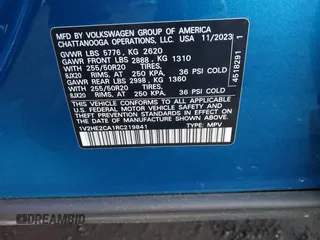 MFD BY VOLKSWAGEN GROUP OF AMERICA
CHATTANOOGA OPERATIONS, LLC USA 11/2023
GVWR LBS 5776, KG 2620
GAWR FRONT LBS 2888, KG 1310
WITH 255/50R20 TIRES,
8JX20 RIMS, AT 250 KPA, 36 PSI COLD
GAWR REAR LBS 2998, KG 1360
WITH 255/50R20 TIRES,
8JX20 RIMS, AT 250 KPA, 36 PSI COLD
THIS VEHICLE CONFORMS TO ALL APPLICABLE
FEDERAL MOTOR VEHICLE SAFETY STANDARDS
IN EFFECT ON THE DATE OF MANUFACTURE
SHOWN ABOVE.
1V2HE2CA1RC219841 TYPE: MPV
4518291 1
DREAMBID